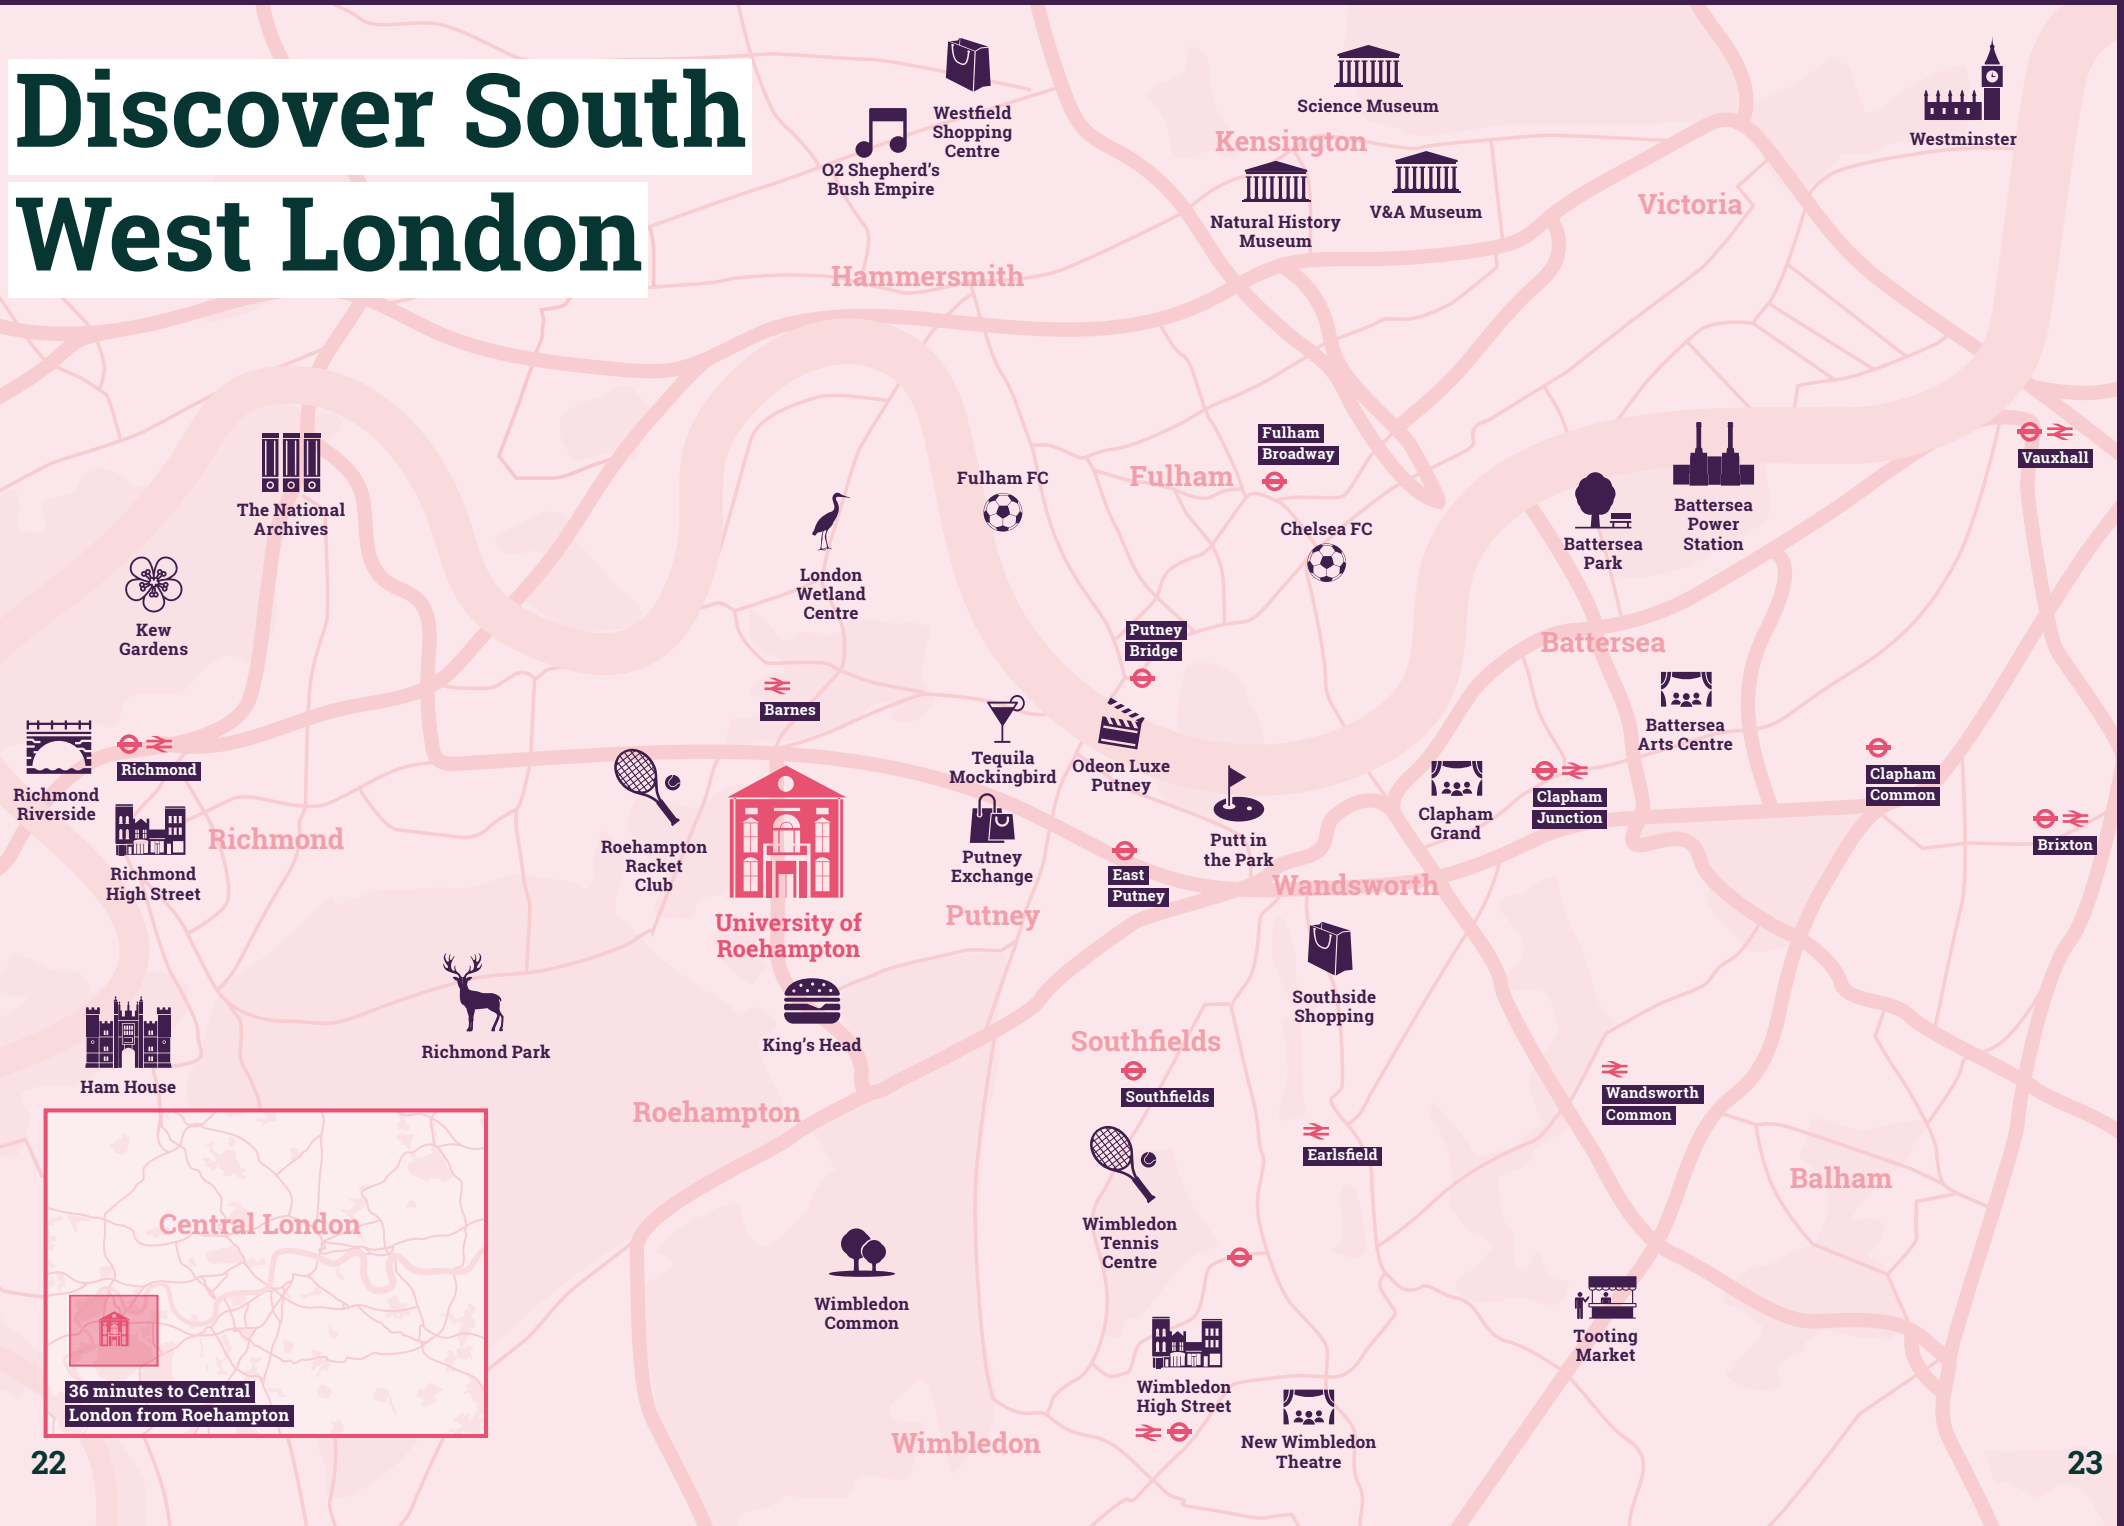 Discover South
West London
Westfield
Shopping
Centre
O2 Shepherd's
Bush Empire
Science Museum
Kensington
Natural History
Museum
V&A Museum
Westminster
Victoria
Hammersmith
The National
Archives
Kew
Gardens
London
Wetland
Centre
Fulham FC
Fulham
Fulham
Broadway
Chelsea FC
Battersea
Park
Battersea
Power
Station
Vauxhall
Putney
Bridge
Battersea
Battersea
Arts Centre
Richmond
Riverside
Richmond
Richmond
High Street
Richmond
Barnes
Roehampton
Racket
Club
University of
Roehampton
Tequila
Mockingbird
Odeon Luxe
Putney
Putney
Exchange
East
Putney
Putney
Putt in
the Park
Clapham
Grand
Clapham
Junction
Clapham
Common
Brixton
Wandsworth
Southside
Shopping
Ham House
Richmond Park
King's Head
Roehampton
Southfields
Southfields
Earlsfield
Wandsworth
Common
Balham
Wimbledon
Tennis
Centre
Wimbledon
Common
Wimbledon
High Street
Wimbledon
New Wimbledon
Theatre
Tooting
Market
Central London
36 minutes to Central
London from Roehampton
22
23